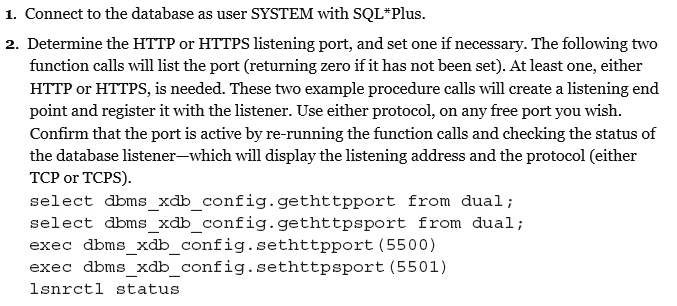 1. Connect to the database as user SYSTEM with SQL*Plus.
2. Determine the HTTP or HTTPS listening port, and set one if necessary. The following two
function calls will list the port (returning zero if it has not been set). At least one, either
HTTP or HTTPS, is needed. These two example procedure calls will create a listening end
point and register it with the listener. Use either protocol, on any free port you wish.
Confirm that the port is active by re-running the function calls and checking the status of
the database listener—which will display the listening address and the protocol (either
TCP or TCPS).
select dbms_xdb_config.gethttpport from dual;
select dbms_xdb_config.gethttpsport from dual;
exec dbms_xdb_config.sethttpport(5500)
exec dbms_xdb_config.sethttpsport(5501)
lsnrctl status